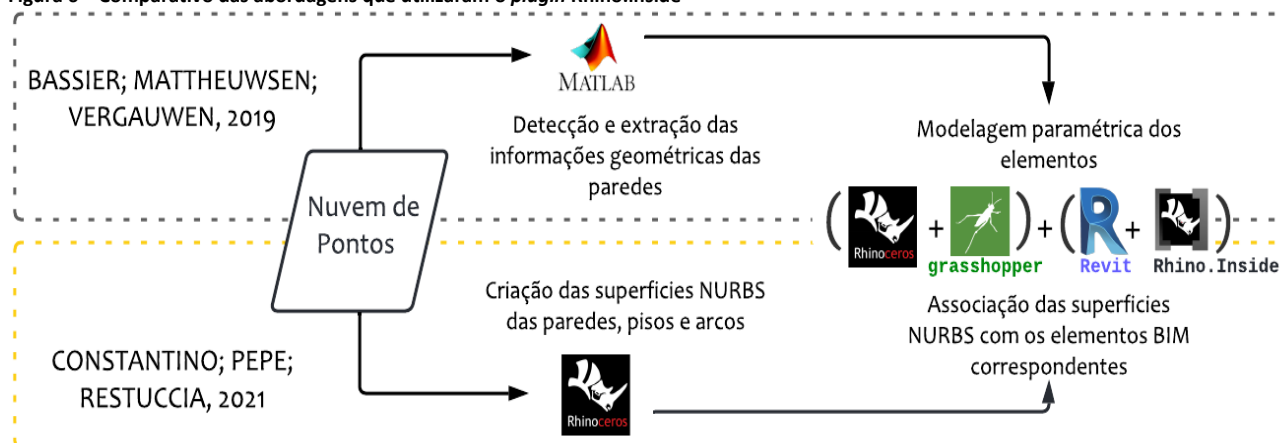 Figura 6 – Comparativo das abordagens que utilizaram o plugin Rhino.Inside
BASSIER; MATTHEUWSEN;
VERGAUWEN, 2019
MATLAB
Detecção e extração das
informações geométricas das
paredes
Modelagem paramétrica dos
elementos
Nuvem de
Pontos
( Rhinoceros + grasshopper ) + ( Revit + Rhino.Inside )
Criação das superficies NURBS
das paredes, pisos e arcos
Associação das superficies
NURBS com os elementos BIM
correspondentes
CONSTANTINO; PEPE;
RESTUCCIA, 2021
Rhinoceros